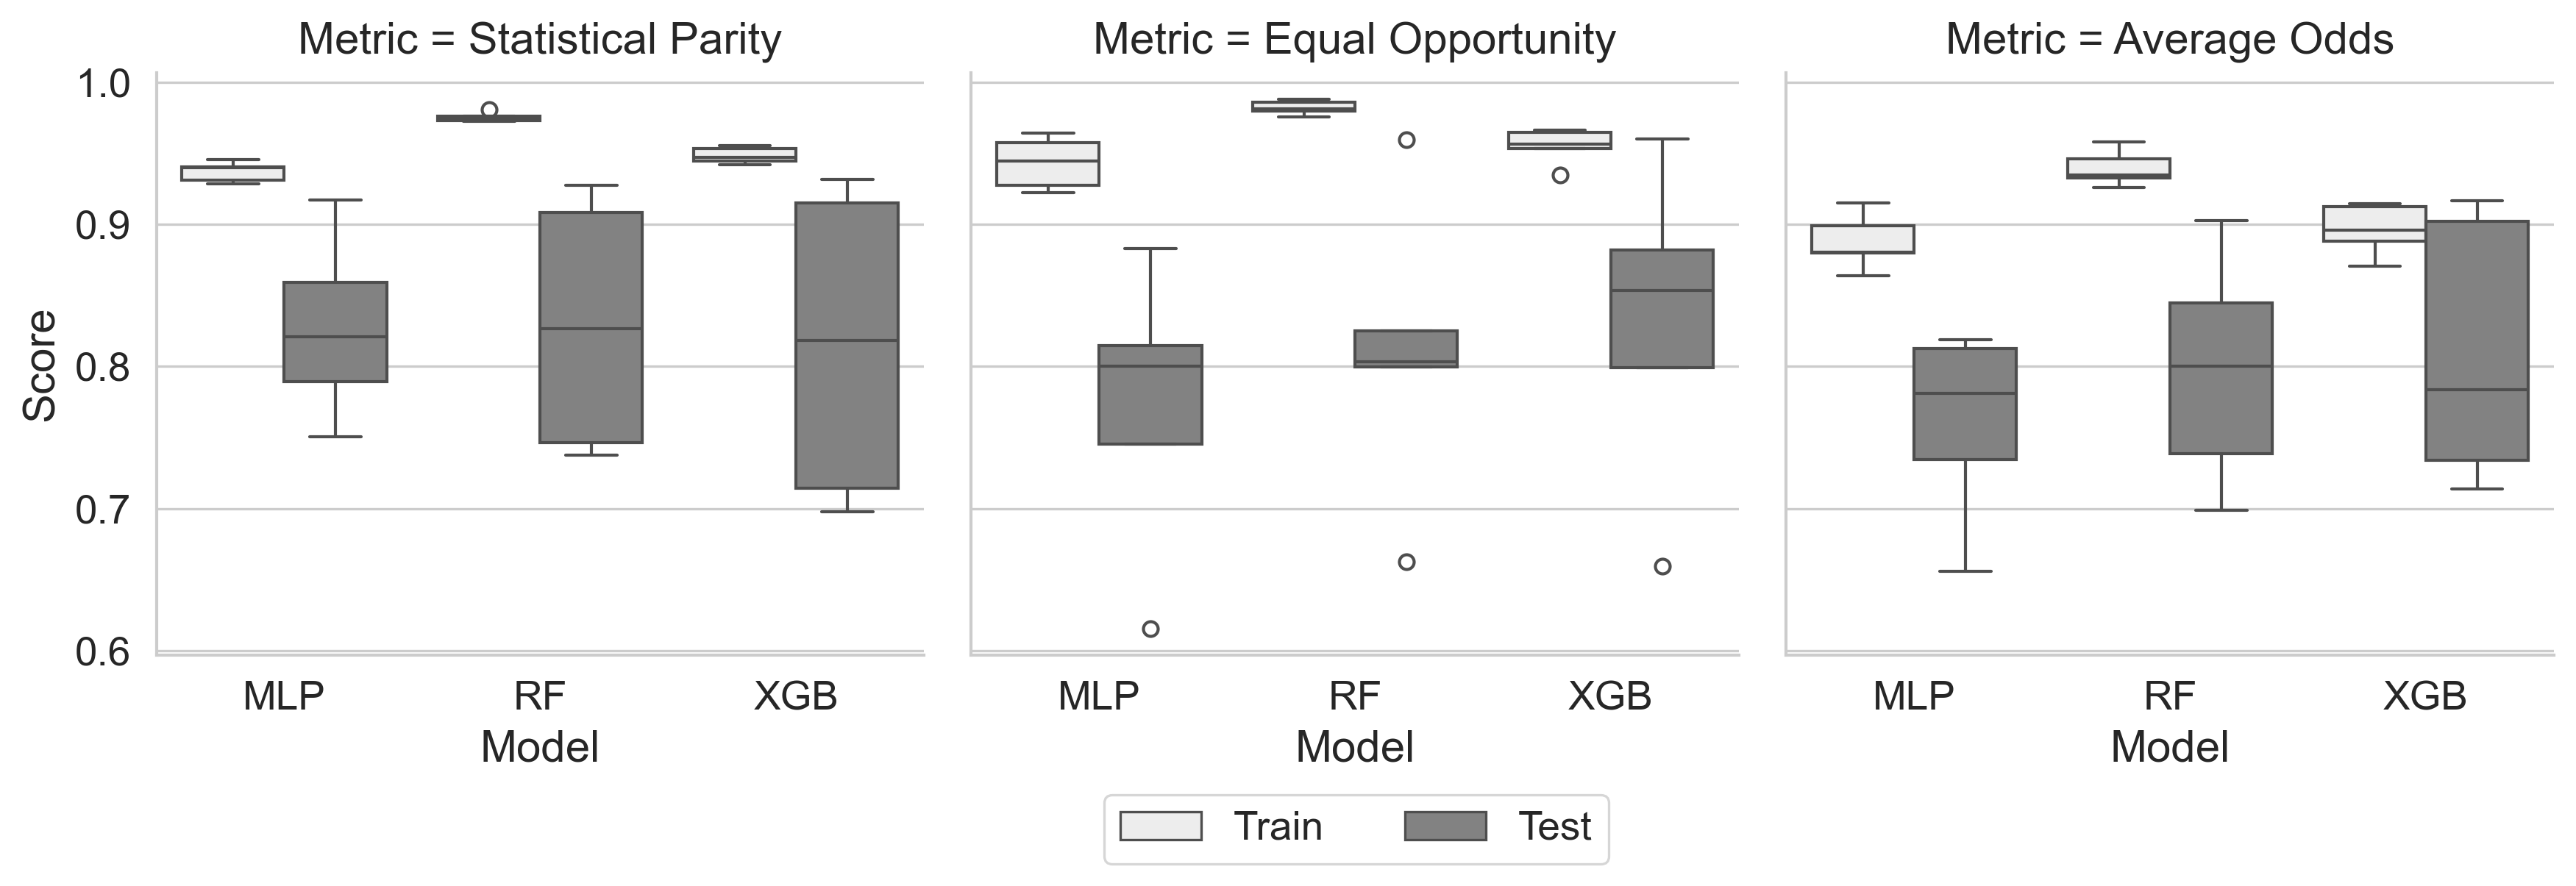 Metric = Statistical Parity
Metric = Equal Opportunity
Metric = Average Odds
Score
1.0
0.9
0.8
0.7
0.6
MLP RF XGB
MLP RF XGB
MLP RF XGB
Model
Model
Model
Train
Test